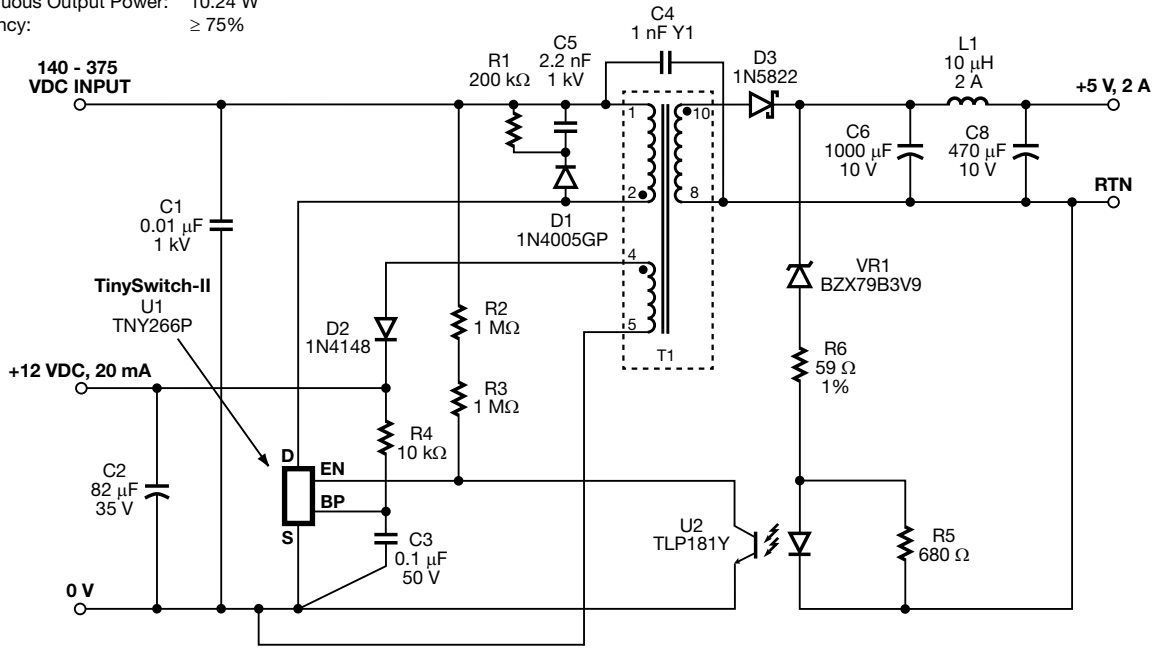 uous Output Power: 10.24 W
ncy: ≥ 75%
140 - 375
VDC INPUT
R1
200 kΩ
C5
2.2 nF
1 kV
C4
1 nF Y1
D3
1N5822
L1
10 µH
2 A
+5 V, 2 A
1
10
C6
1000 µF
10 V
C8
470 µF
10 V
RTN
2
8
C1
0.01 µF
1 kV
D1
1N4005GP
4
VR1
BZX79B3V9
TinySwitch-II
U1
TNY266P
D2
1N4148
R2
1 MΩ
5
T1
R6
59 Ω
1%
+12 VDC, 20 mA
R3
1 MΩ
R4
10 kΩ
D
EN
BP
S
C2
82 µF
35 V
C3
0.1 µF
50 V
U2
TLP181Y
R5
680 Ω
0 V